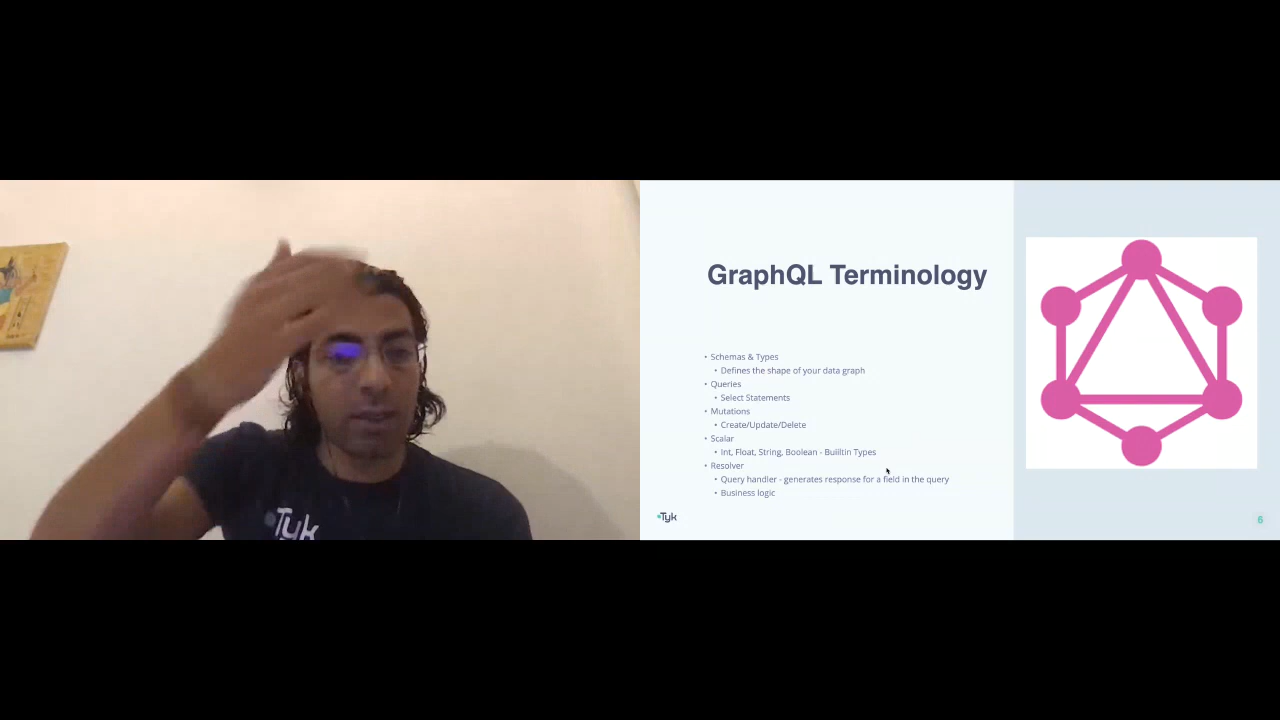 Tyk
GraphQL Terminology
• Schemas & Types
• Defines the shape of your data graph
• Queries
• Select Statements
• Mutations
• Create/Update/Delete
• Scalar
• Int, Float, String, Boolean - Buiiltin Types
• Resolver
• Query handler - generates response for a field in the query
• Business logic
Tyk
6